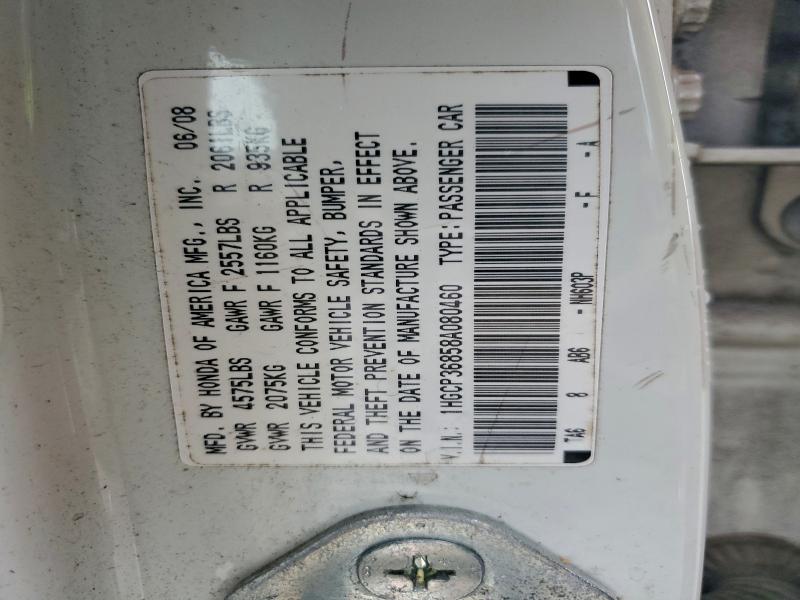 MFD. BY HONDA OF AMERICA MFG., INC. 06/08
GVWR 4575LBS GAWR F 2557LBS R 2061LBS
GVWR 2075KG GAWR F 1160KG R 935KG
THIS VEHICLE CONFORMS TO ALL APPLICABLE
FEDERAL MOTOR VEHICLE SAFETY, BUMPER,
AND THEFT PREVENTION STANDARDS IN EFFECT
ON THE DATE OF MANUFACTURE SHOWN ABOVE.
V.I.N.: 1HGCP36858A080460 TYPE:PASSENGER CAR
TA6 8 AB6 - NH603P - F - A